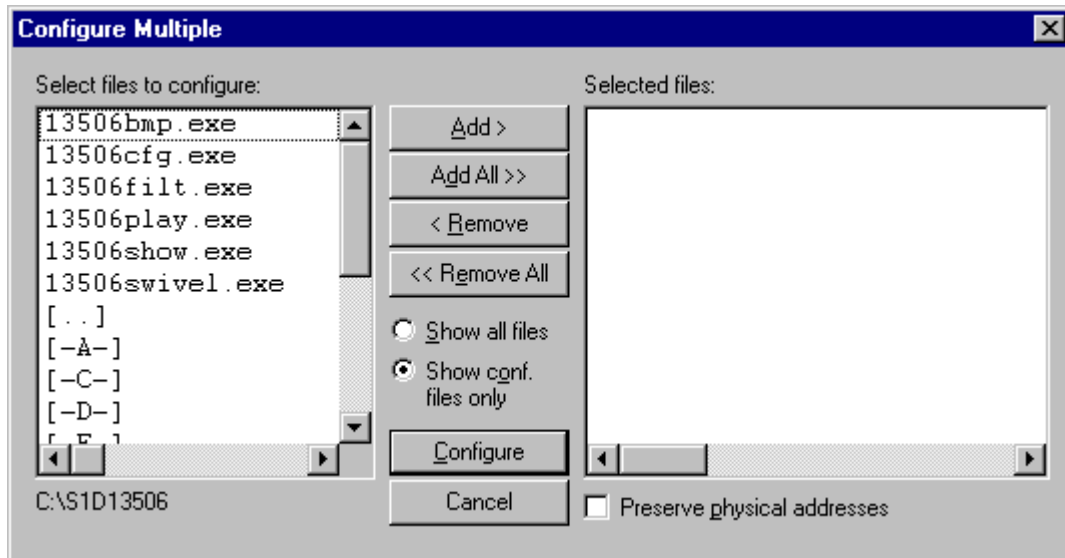 Configure Multiple
Select files to configure:
13506bmp.exe
13506cfg.exe
13506filt.exe
13506play.exe
13506show.exe
13506swivel.exe
[..]
[-A-]
[-C-]
[-D-]
C:\S1D13506
Add >
Add All >>
< Remove
<< Remove All
Show all files
Show conf.
files only
Configure
Cancel
Selected files:
Preserve physical addresses